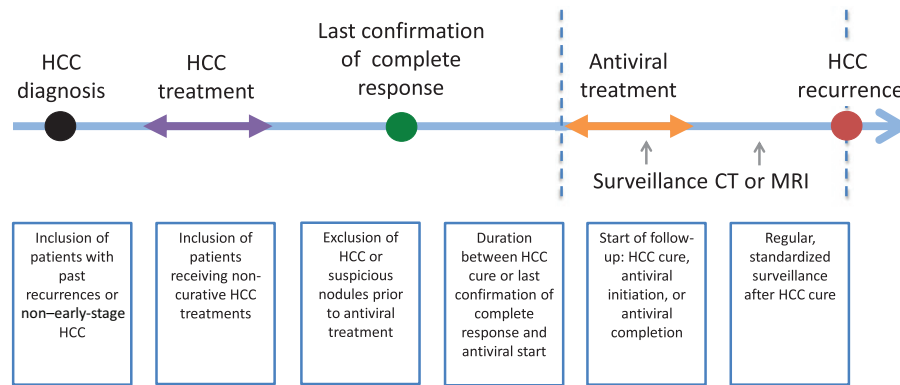 HCC
diagnosis
HCC
treatment
Last confirmation
of complete
response
Antiviral
treatment
HCC
recurrence
Surveillance CT or MRI
Inclusion of
patients with
past
recurrences or
non–early-stage
HCC
Inclusion of
patients
receiving non-
curative HCC
treatments
Exclusion of
HCC or
suspicious
nodules prior
to antiviral
treatment
Duration
between HCC
cure or last
confirmation of
complete
response and
antiviral start
Start of follow-
up: HCC cure,
antiviral
initiation, or
antiviral
completion
Regular,
standardized
surveillance
after HCC cure